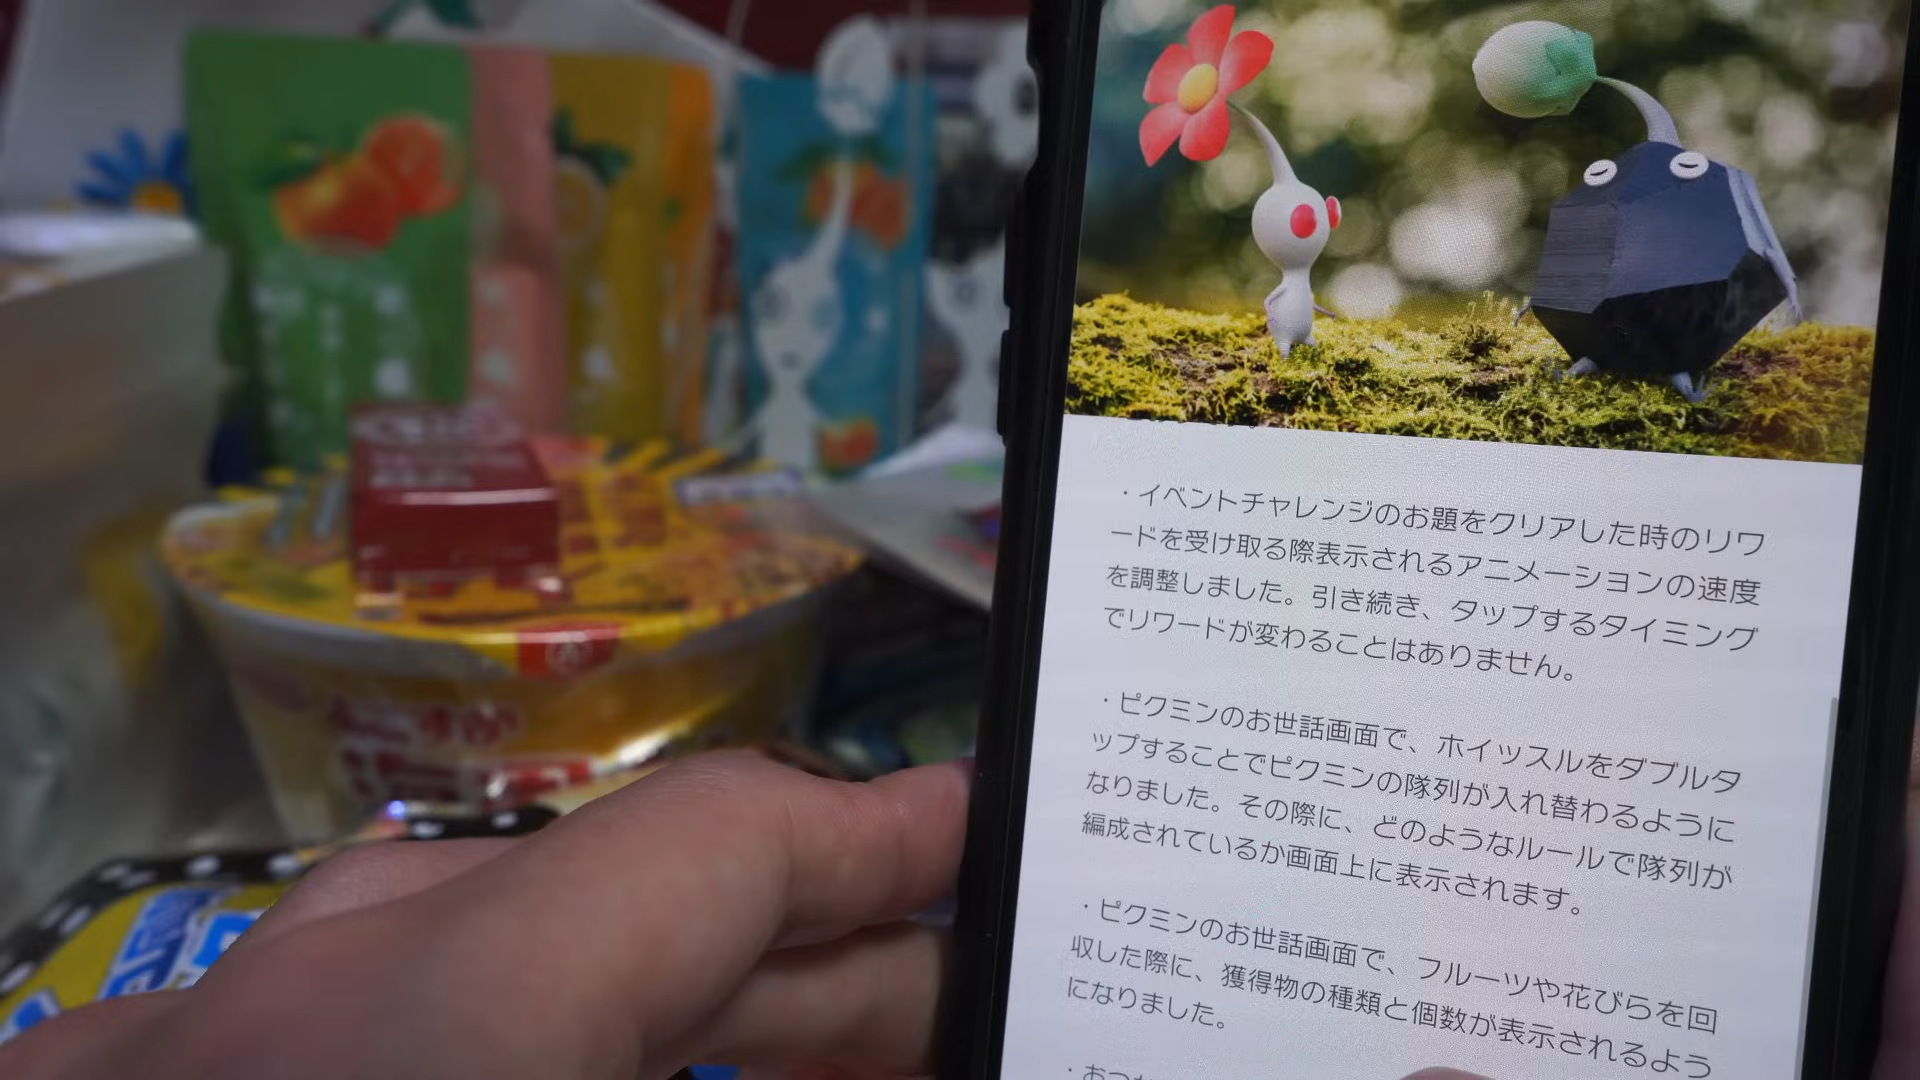 ・イベントチャレンジのお題をクリアした時のリワ
ードを受け取る際表示されるアニメーションの速度
を調整しました。引き続き、タップするタイミング
でリワードが変わることはありません。
・ピクミンのお世話画面で、ホイッスルをダブルタ
ップすることでピクミンの隊列が入れ替わるように
なりました。その際に、どのようなルールで隊列が
編成されているか画面上に表示されます。
・ピクミンのお世話画面で、フルーツや花びらを回
収した際に、獲得物の種類と個数が表示されるよう
になりました。